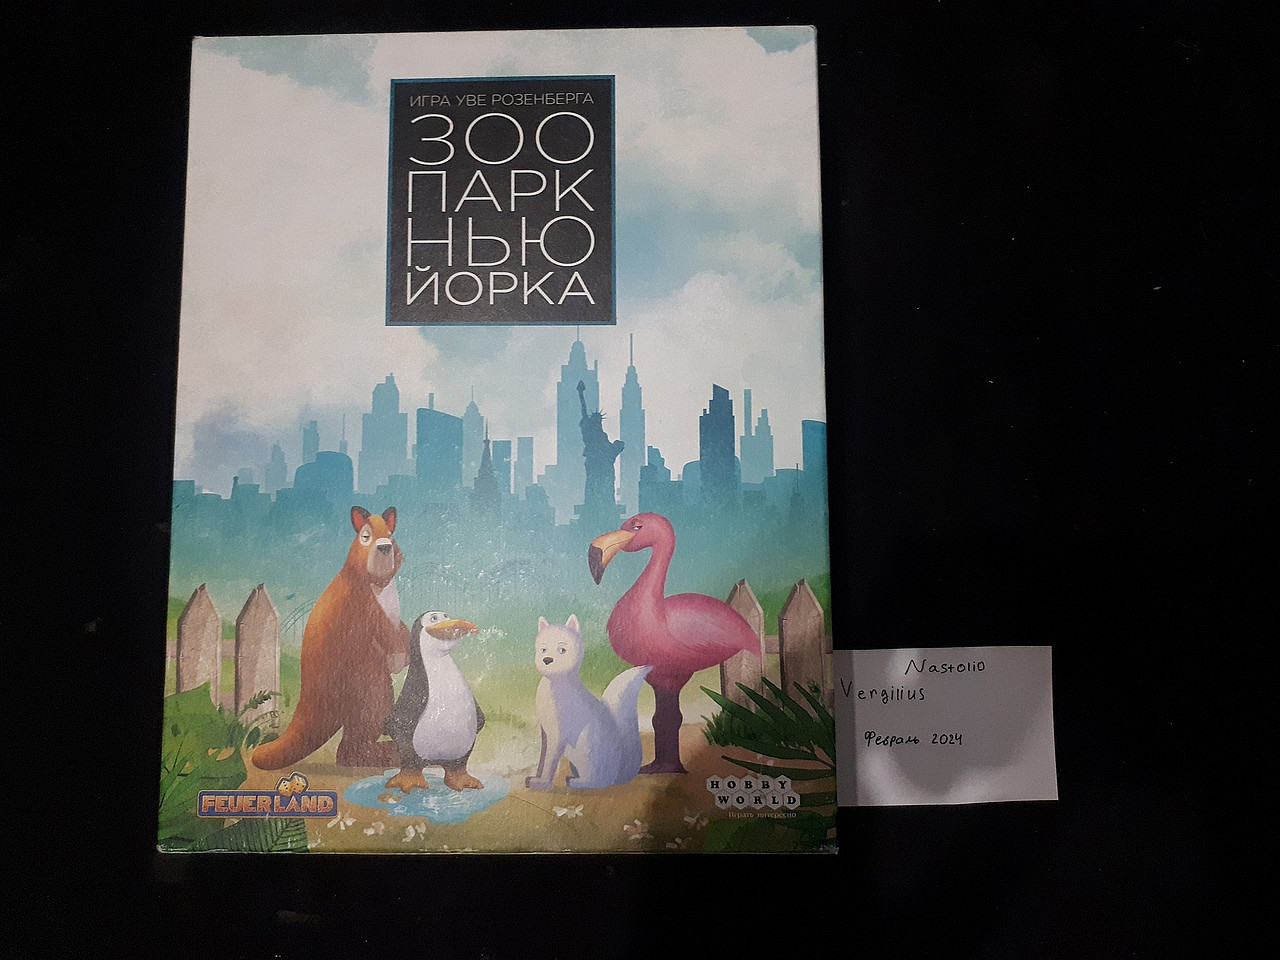 ИГРА УВЕ РОЗЕНБЕРГА
ЗОО
ПАРК
НЬЮ
ЙОРКА
Nastolio
Vergilius
Февраль 2024
FEUERLAND
HOBBY
WORLD
Играть интересно